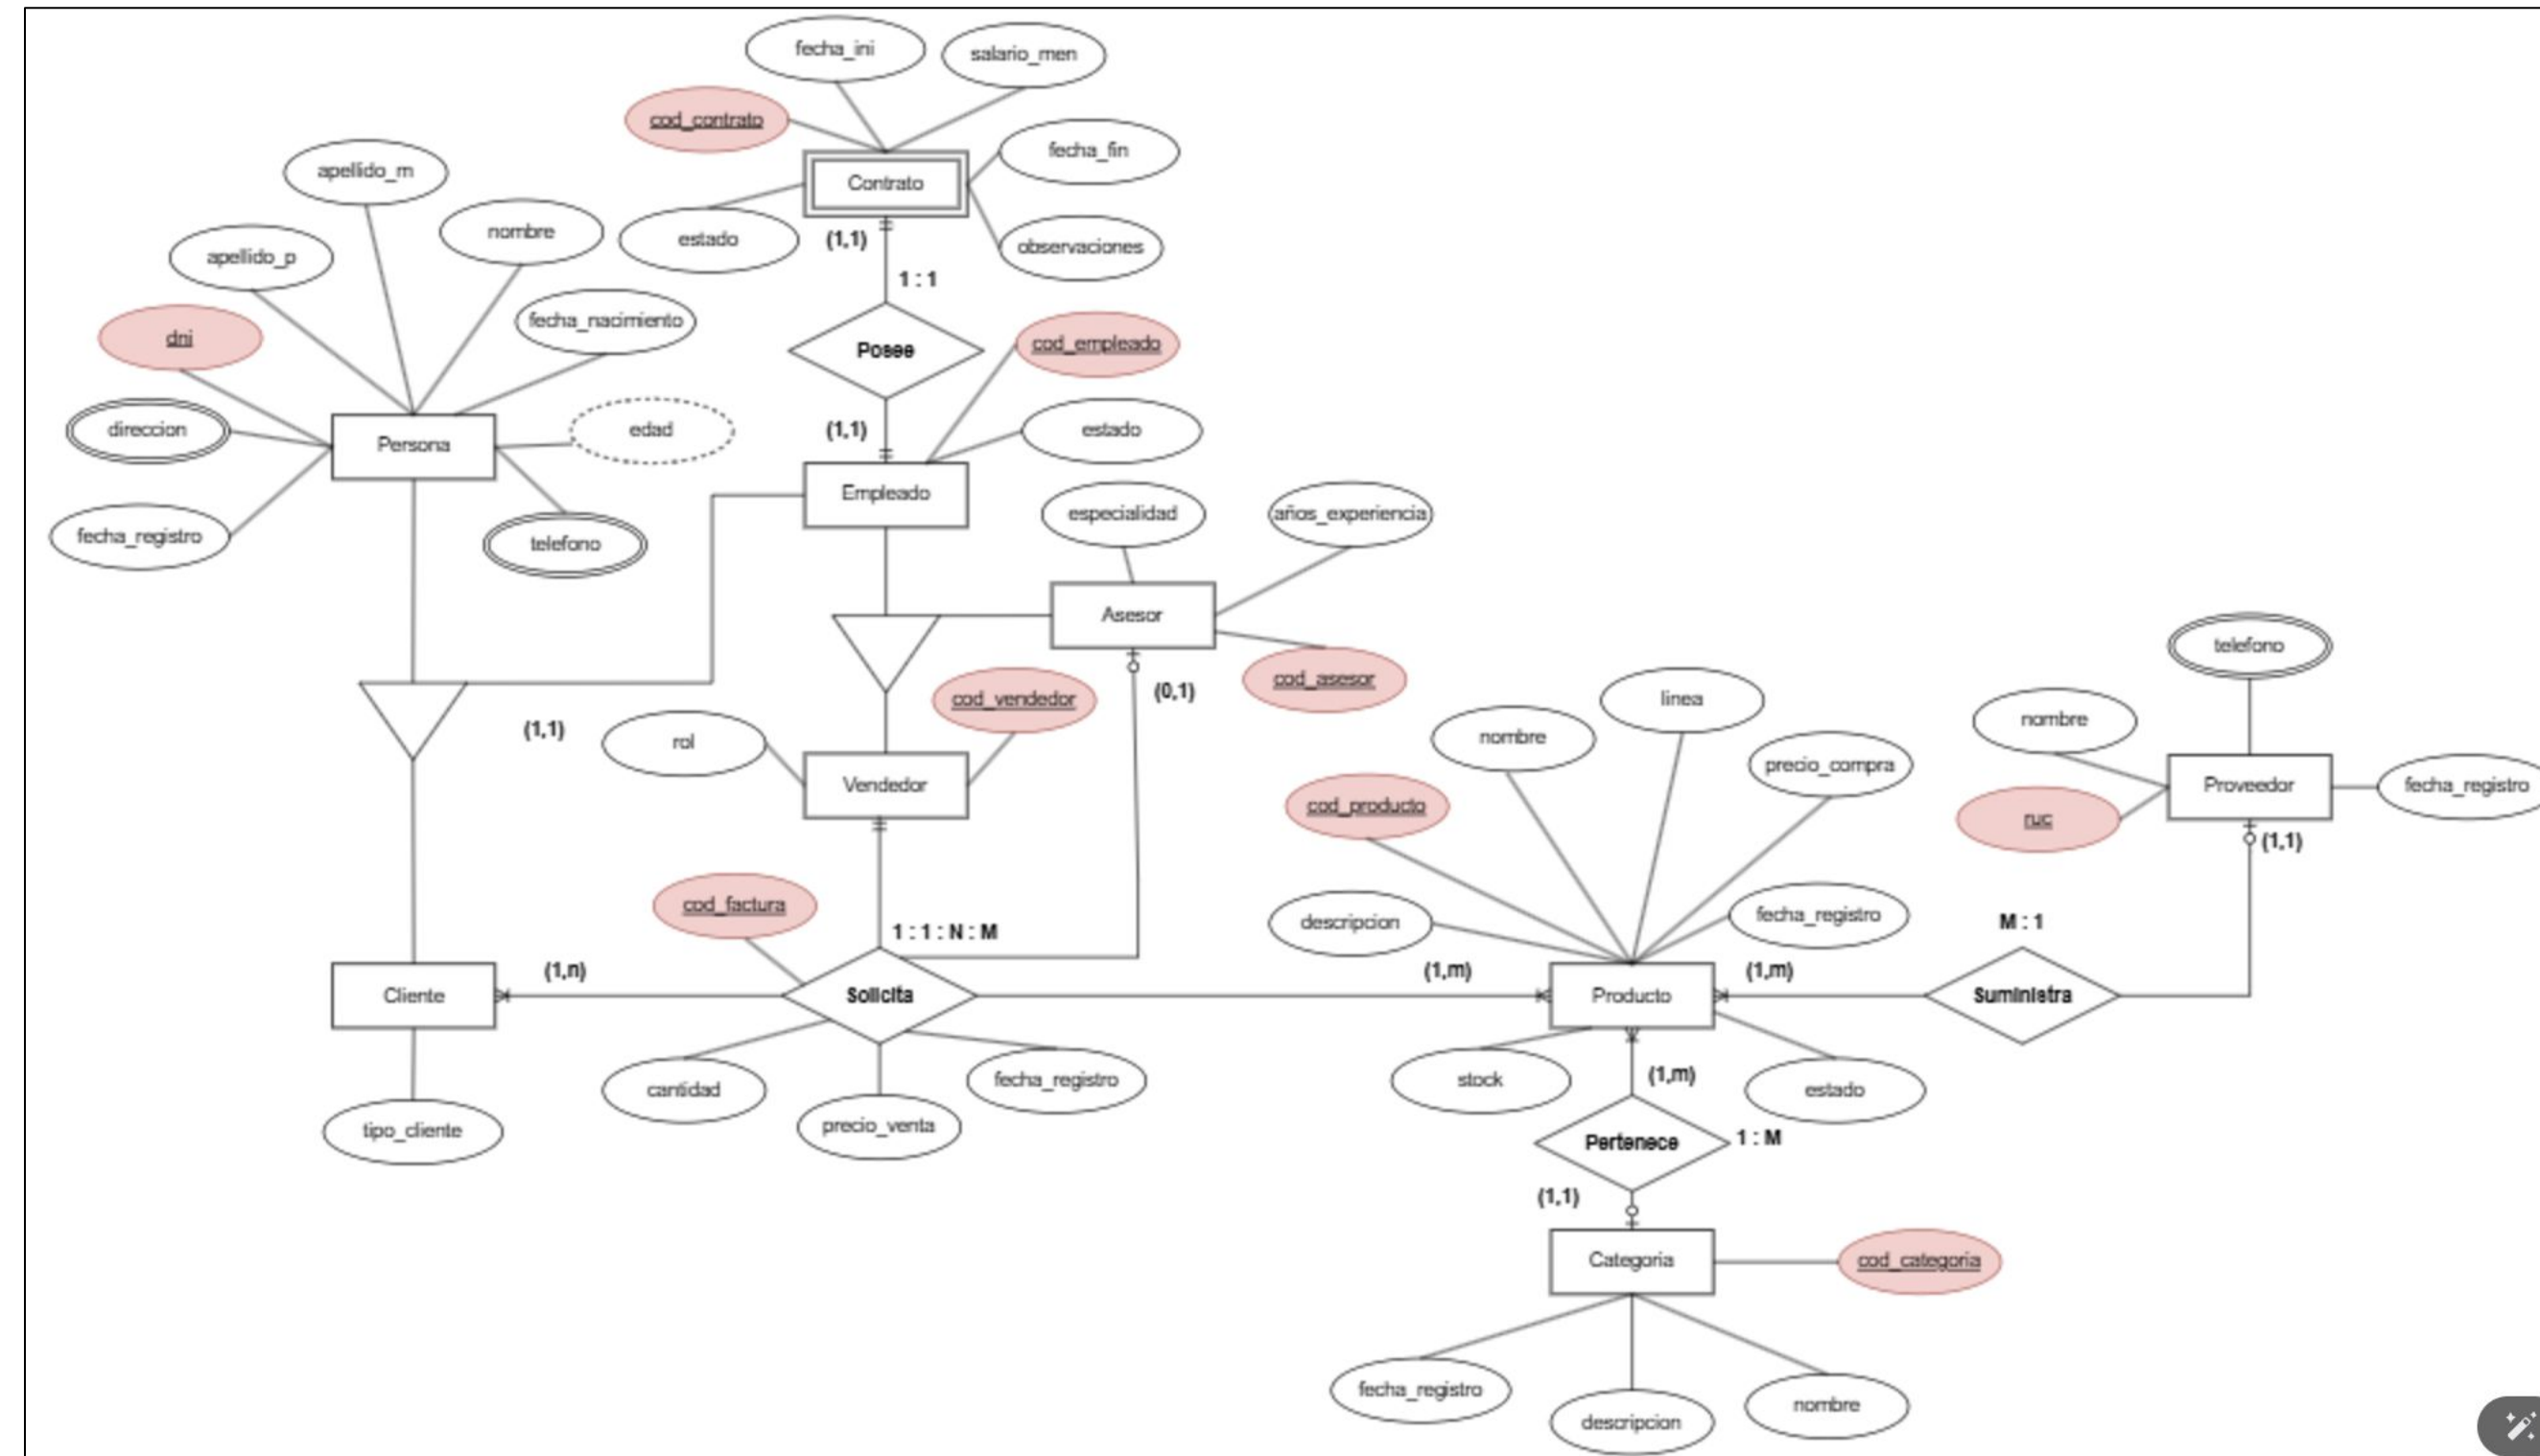 fecha_ini
salario_men
cod_contrato
fecha_fin
Contrato
apellido_m
nombre
estado
(1,1)
observaciones
apellido_p
1 : 1
fecha_nacimiento
dni
Posee
cod_empleado
direccion
Persona
edad
(1,1)
estado
Empleado
especialidad
años_experiencia
fecha_registro
telefono
Asesor
telefono
cod_asesor
(0,1)
cod_vendedor
linea
nombre
nombre
(1,1)
rol
precio_compra
Vendedor
cod_producto
Proveedor
fecha_registro
ruc
(1,1)
cod_factura
descripcion
fecha_registro
M : 1
1 : 1 : N : M
(1,n)
(1,m)
(1,m)
Cliente
Solicita
Producto
Suministra
cantidad
fecha_registro
stock
(1,m)
estado
tipo_cliente
precio_venta
Pertenece
1 : M
(1,1)
Categoria
cod_categoria
fecha_registro
descripcion
nombre